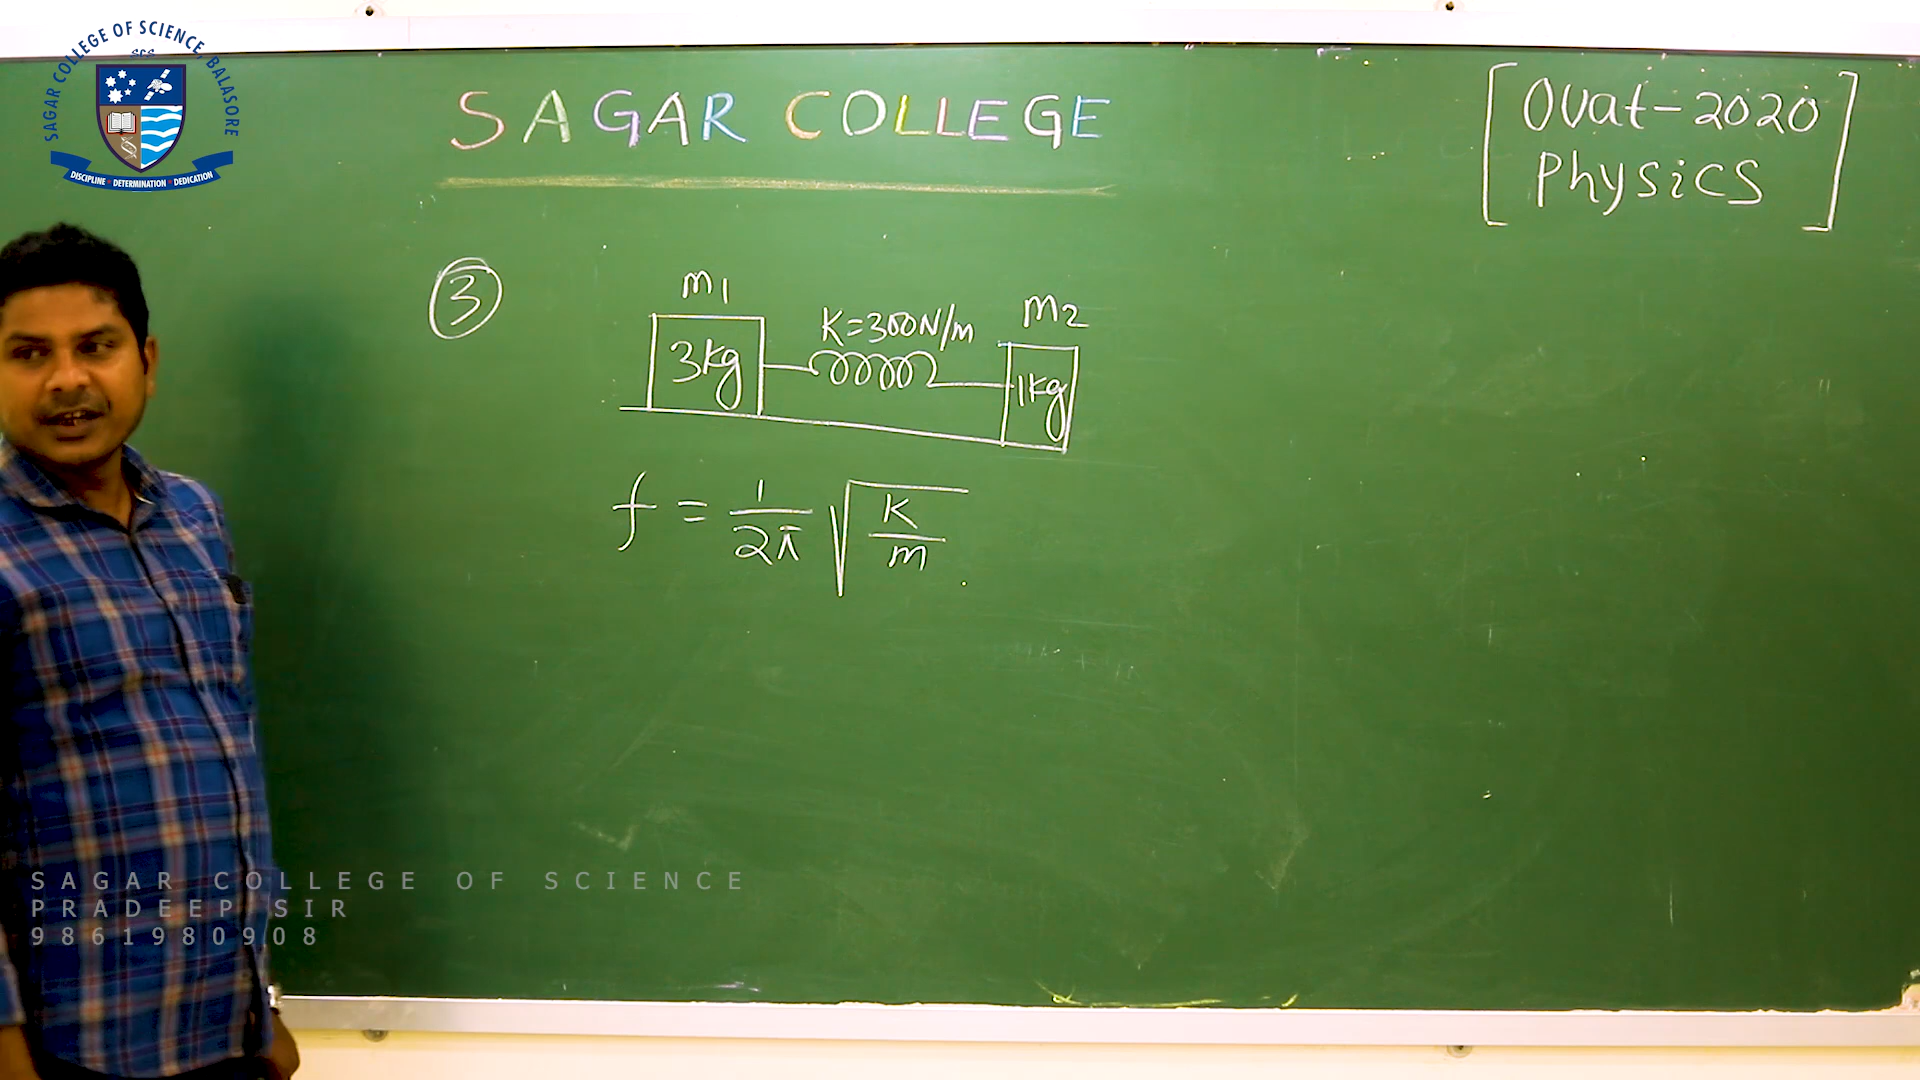 SAGAR COLLEGE OF SCIENCE, BALASORE
SCS
DISCIPLINE • DETERMINATION • DEDICATION
SAGAR COLLEGE
[Ouat-2020
Physics]
③
m1
K=300N/m
m2
3kg
1kg
f = 1/2π √K/m
SAGAR COLLEGE OF SCIENCE
PRADEEP SIR
9861980908